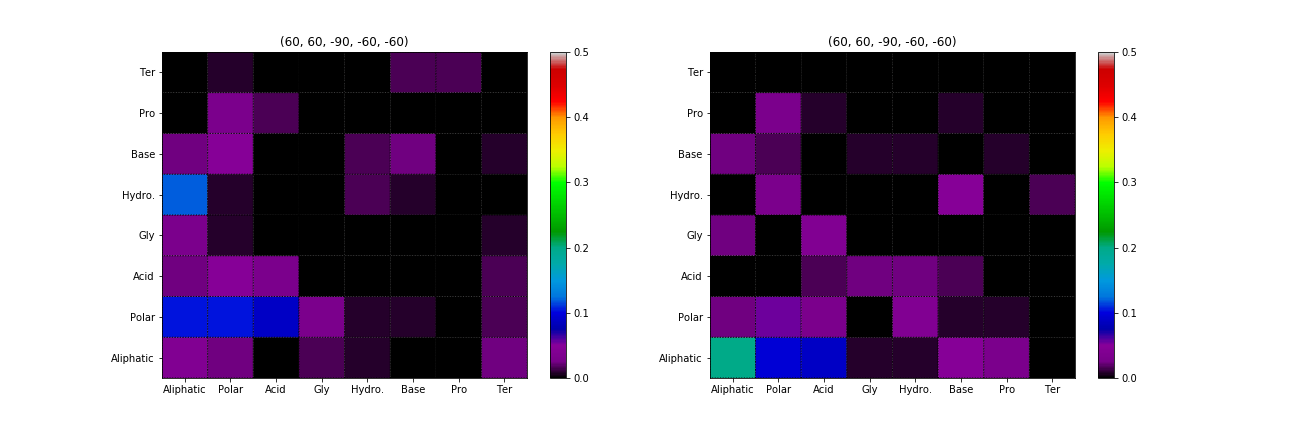 (60, 60, -90, -60, -60)
Ter
Pro
Base
Hydro.
Gly
Acid
Polar
Aliphatic
Aliphatic Polar Acid Gly Hydro. Base Pro Ter
0.5
0.4
0.3
0.2
0.1
0.0
(60, 60, -90, -60, -60)
Ter
Pro
Base
Hydro.
Gly
Acid
Polar
Aliphatic
Aliphatic Polar Acid Gly Hydro. Base Pro Ter
0.5
0.4
0.3
0.2
0.1
0.0